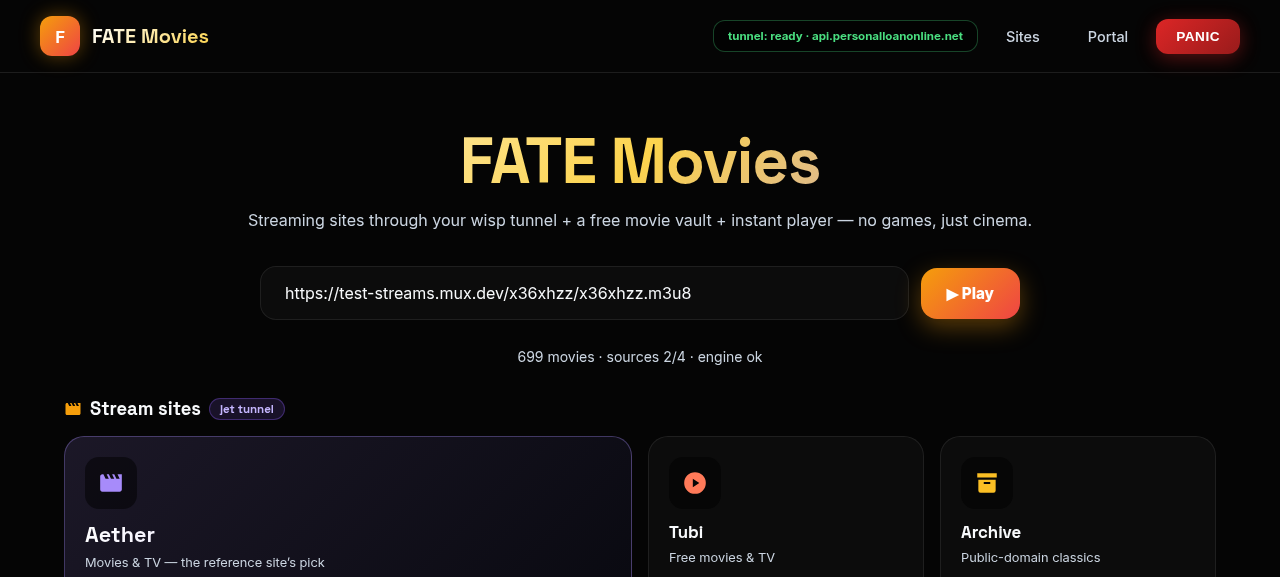 F FATE Movies
tunnel: ready · api.personalloanonline.net Sites Portal PANIC
FATE Movies
Streaming sites through your wisp tunnel + a free movie vault + instant player — no games, just cinema.
https://test-streams.mux.dev/x36xhzz/x36xhzz.m3u8 ▶ Play
699 movies · sources 2/4 · engine ok
Stream sites Jet tunnel
Aether
Movies & TV — the reference site's pick
Tubi
Free movies & TV
Archive
Public-domain classics